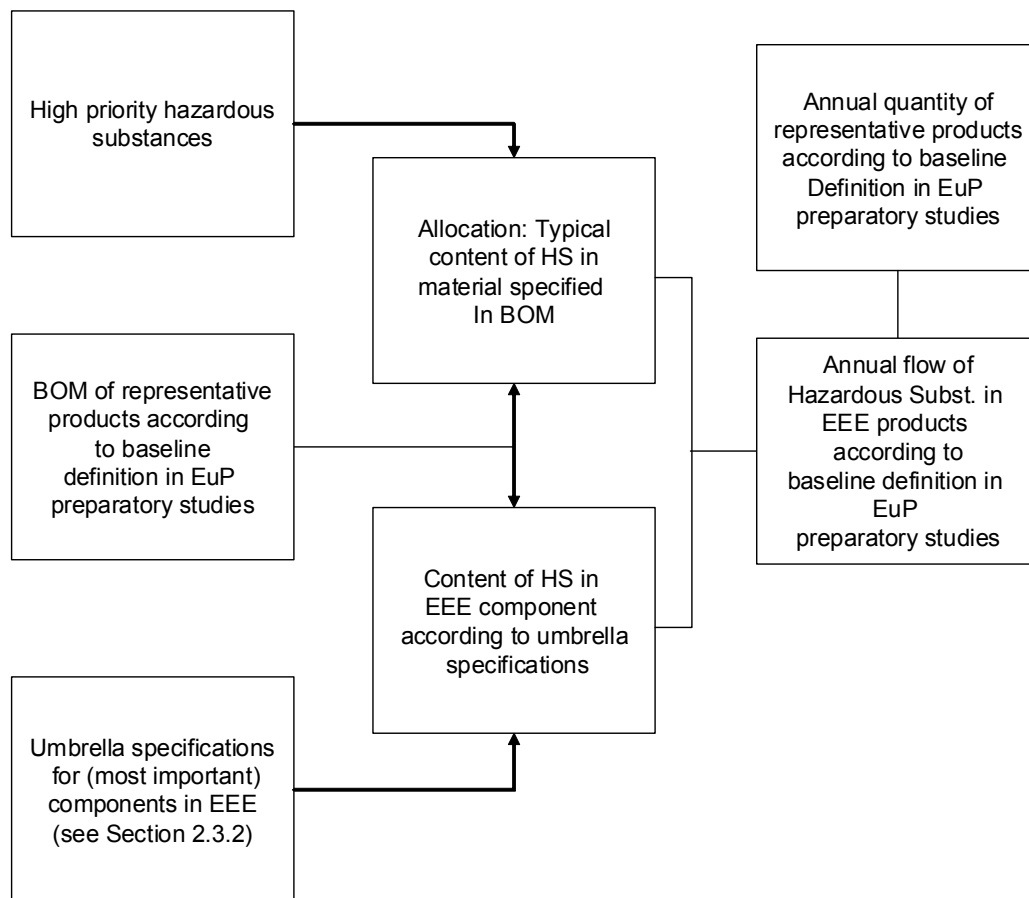 High priority hazardous
substances
Allocation: Typical
content of HS in
material specified
In BOM
Annual quantity of
representative products
according to baseline
Definition in EuP
preparatory studies
BOM of representative
products according
to baseline
definition in EuP
preparatory studies
Annual flow of
Hazardous Subst. in
EEE products
according to
baseline definition in
EuP
preparatory studies
Content of HS in
EEE component
according to umbrella
specifications
Umbrella specifications
for (most important)
components in EEE
(see Section 2.3.2)